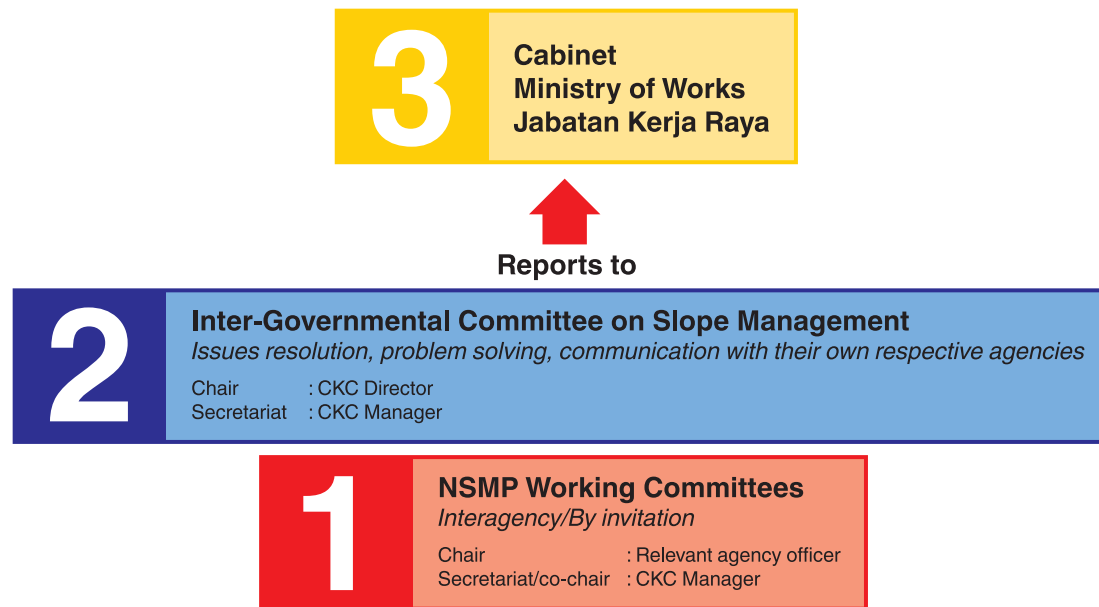 3
Cabinet
Ministry of Works
Jabatan Kerja Raya
Reports to
2
Inter-Governmental Committee on Slope Management
Issues resolution, problem solving, communication with their own respective agencies
Chair : CKC Director
Secretariat : CKC Manager
1
NSMP Working Committees
Interagency/By invitation
Chair : Relevant agency officer
Secretariat/co-chair : CKC Manager